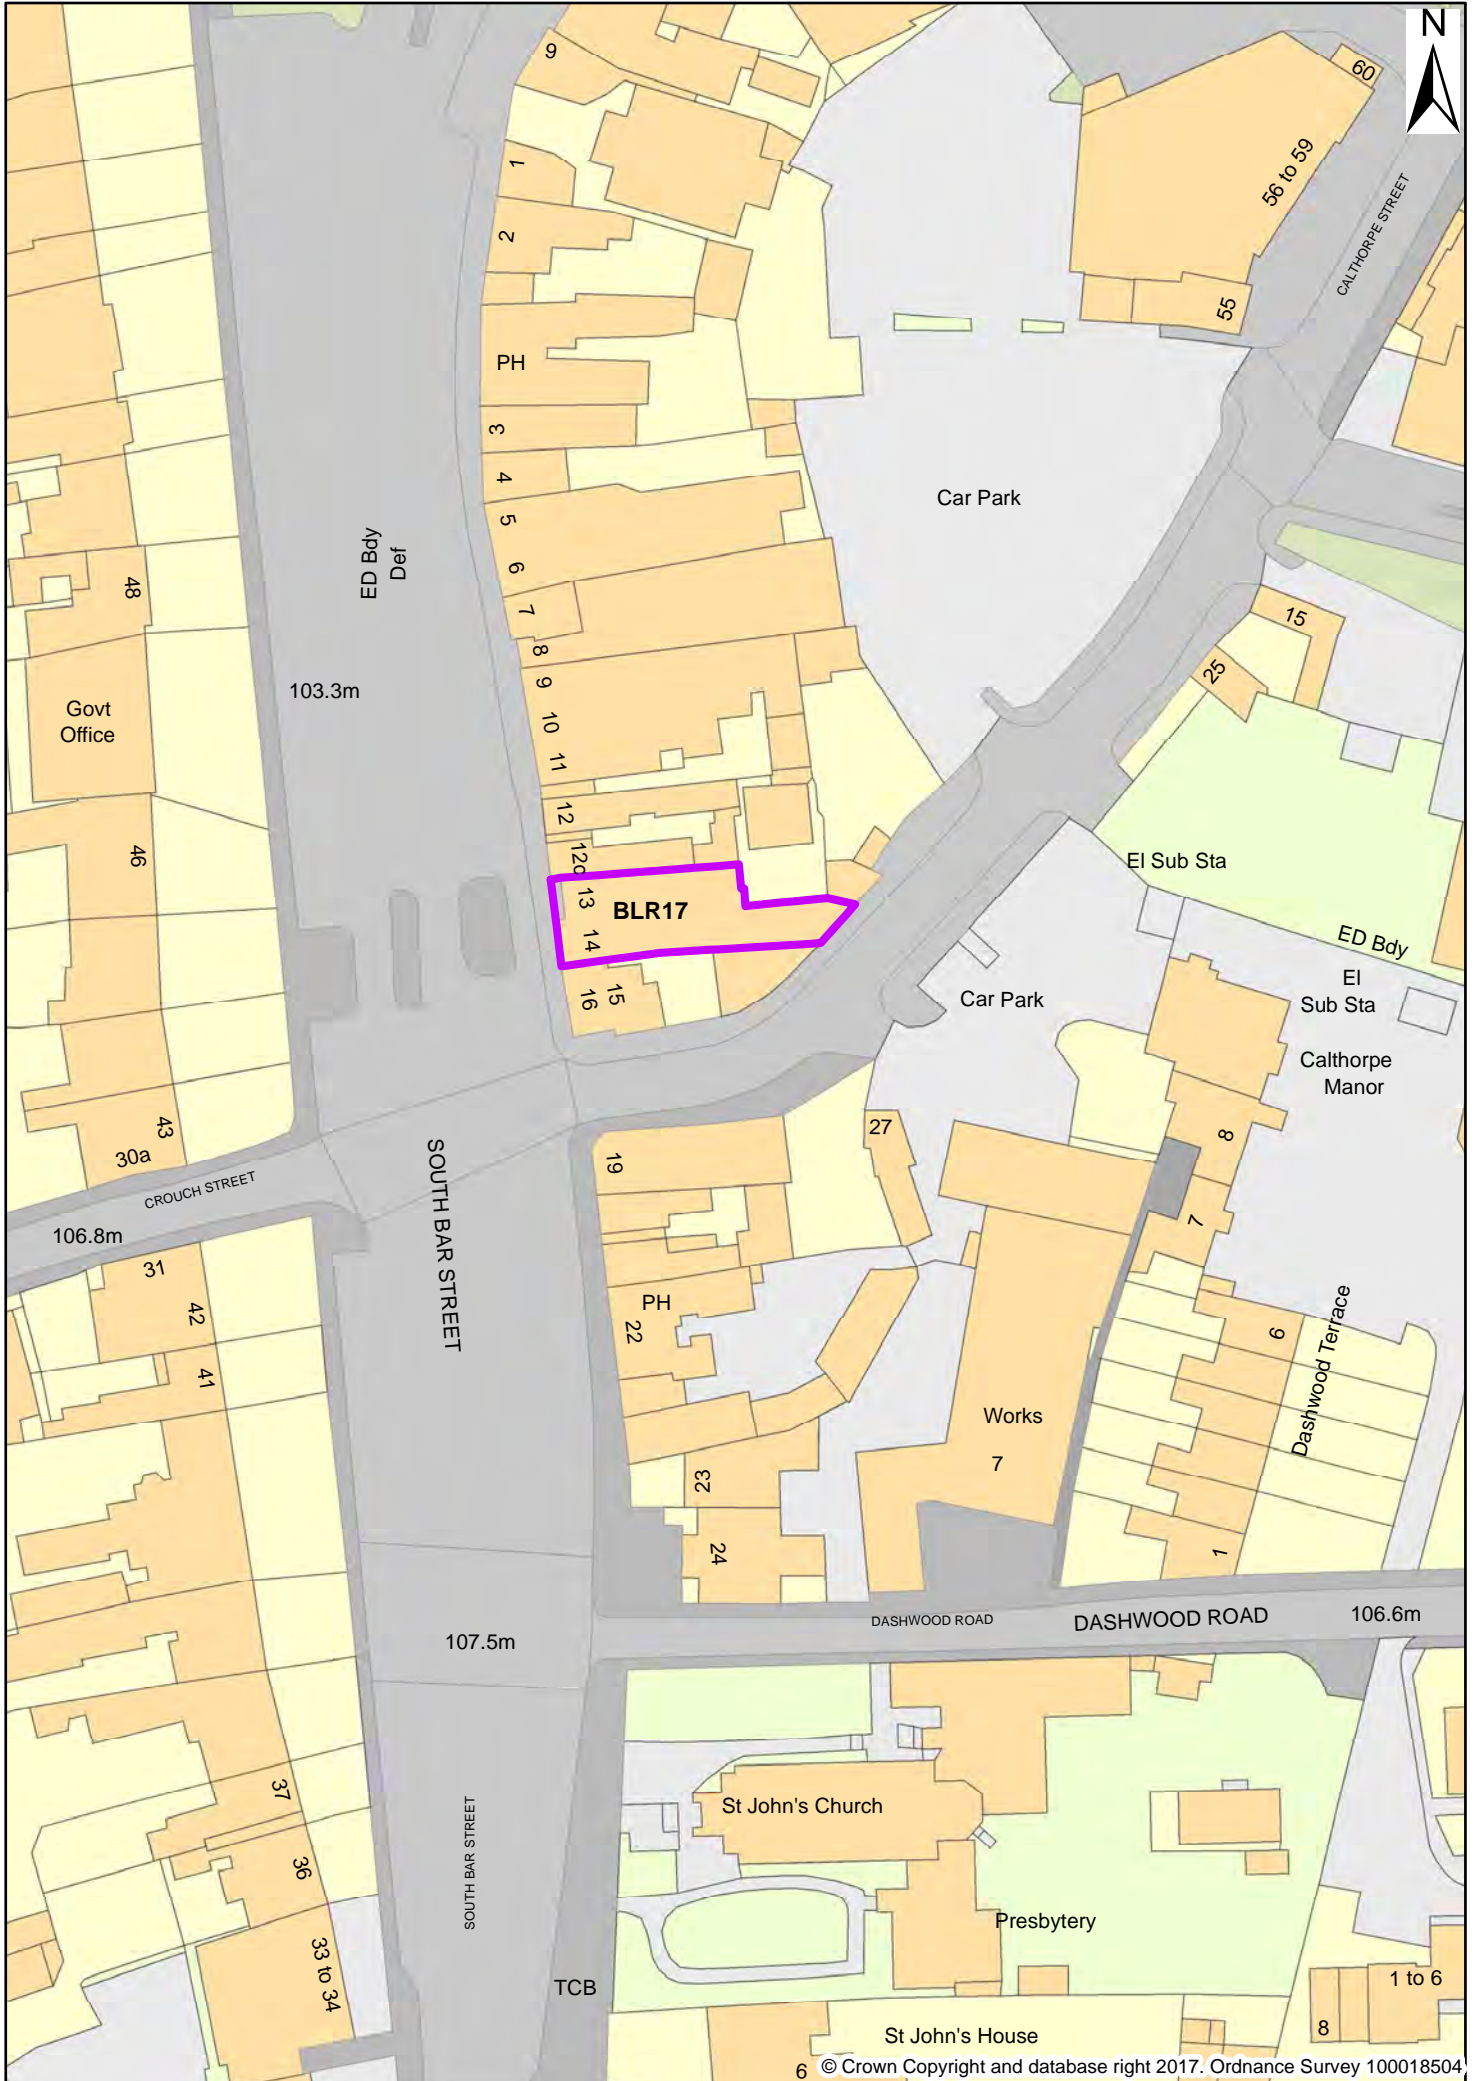 N
9
60
1
56 to 59
CALTHORPE STREET
2
55
PH
3
4
Car Park
5
ED Bdy
Def
6
48
7
15
8
25
9
103.3m
Govt
Office
10
11
12
46
12c
El Sub Sta
13
BLR17
14
ED Bdy
El
Sub Sta
15
16
Car Park
Calthorpe
Manor
43
27
8
30a
SOUTH BAR STREET
19
CROUCH STREET
7
106.8m
31
42
PH
22
6
Dashwood Terrace
41
Works
7
23
24
1
DASHWOOD ROAD
DASHWOOD ROAD
106.6m
107.5m
37
St John's Church
SOUTH BAR STREET
36
Presbytery
33 to 34
TCB
1 to 6
8
St John's House
6
© Crown Copyright and database right 2017. Ordnance Survey 100018504